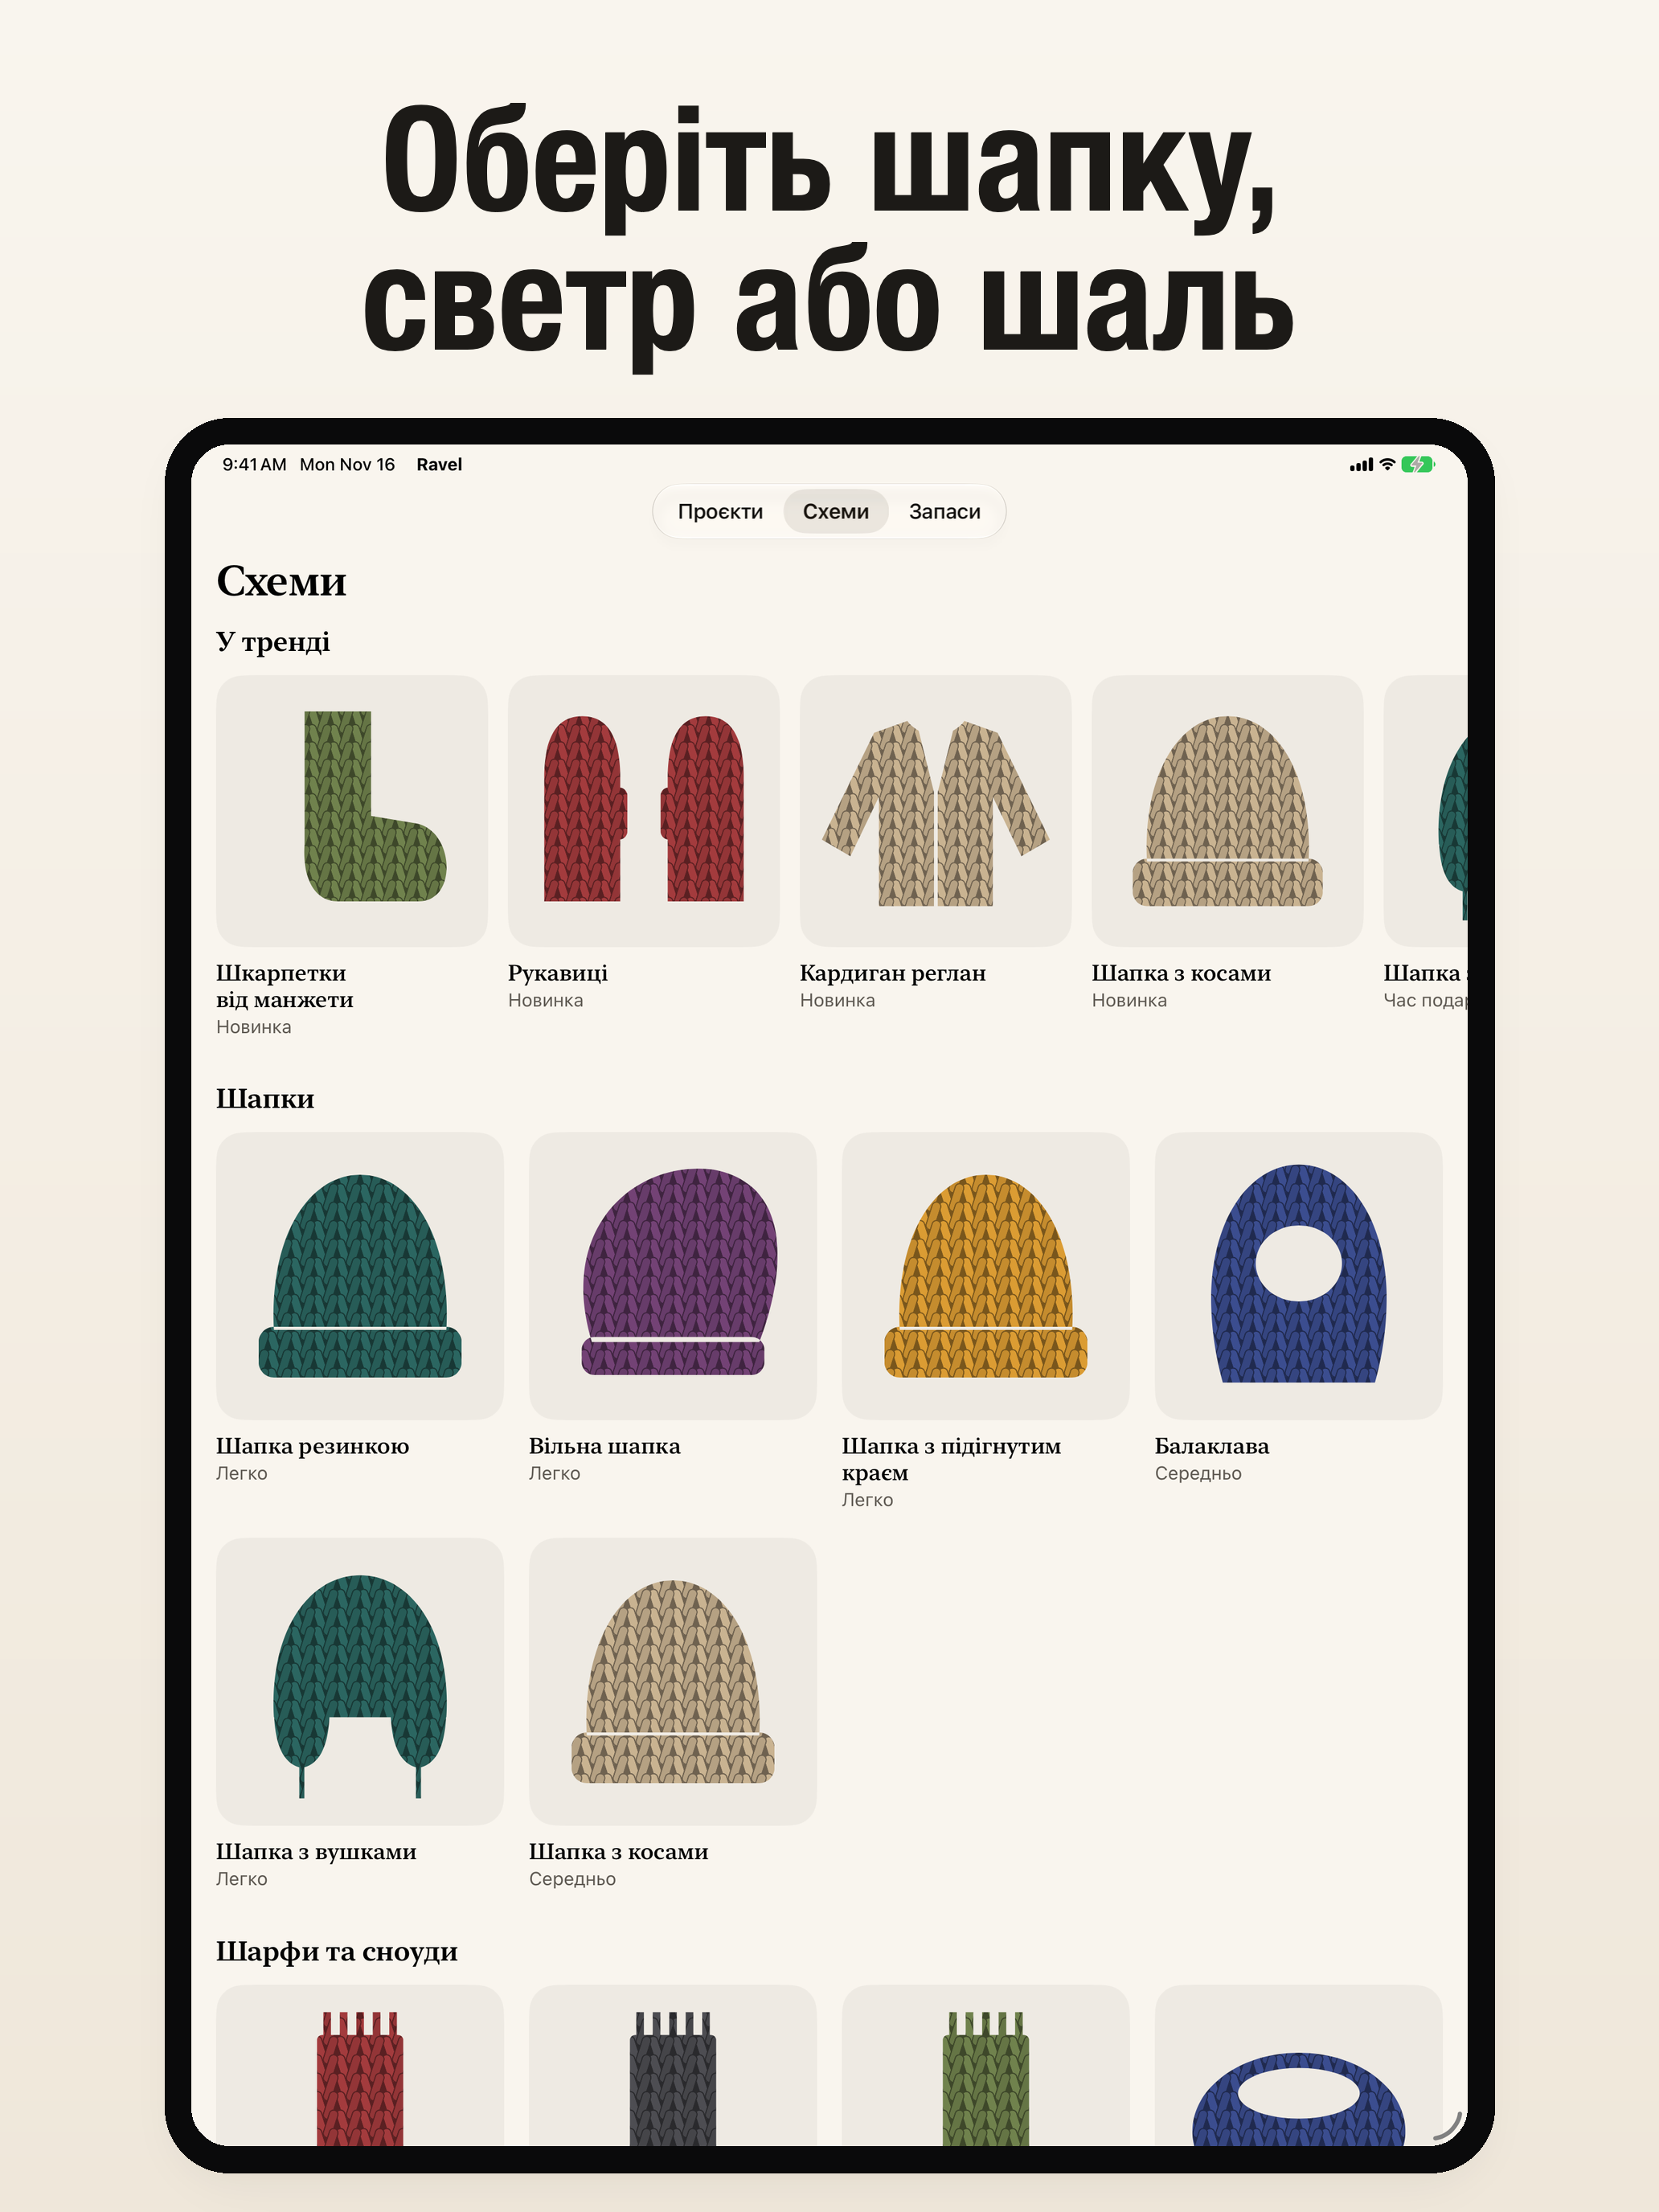 Оберіть шапку,
светр або шаль
9:41 AM Mon Nov 16 Ravel
Проєкти Схеми Запаси
Схеми
У тренді
Шкарпетки
від манжети
Новинка
Рукавиці
Новинка
Кардиган реглан
Новинка
Шапка з косами
Новинка
Шапка
Час
Шапки
Шапка резинкою
Легко
Вільна шапка
Легко
Шапка з підігнутим
краєм
Легко
Балаклава
Середньо
Шапка з вушками
Легко
Шапка з косами
Середньо
Шарфи та сноуди